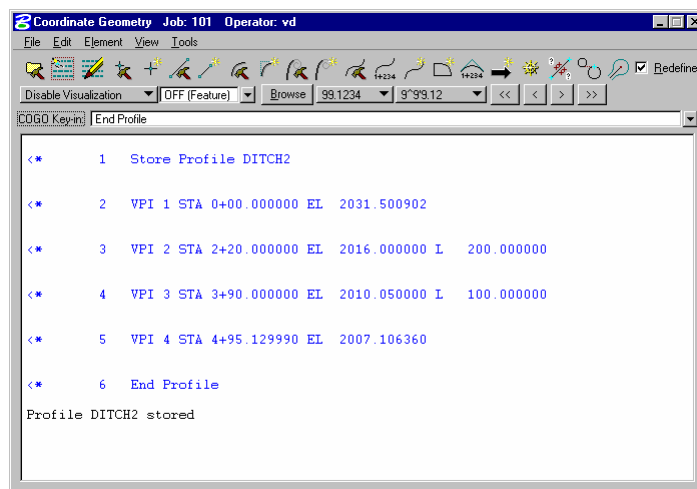 Coordinate Geometry Job: 101 Operator: vd
File Edit Element View Tools
1+234 1+234 Redefine
Disable Visualization OFF (Feature) Browse 99.1234 9^9'9.12 << < > >>
COGO Key-in: End Profile
<* 1 Store Profile DITCH2
<* 2 VPI 1 STA 0+00.000000 EL 2031.500902
<* 3 VPI 2 STA 2+20.000000 EL 2016.000000 L 200.000000
<* 4 VPI 3 STA 3+90.000000 EL 2010.050000 L 100.000000
<* 5 VPI 4 STA 4+95.129990 EL 2007.106360
<* 6 End Profile
Profile DITCH2 stored